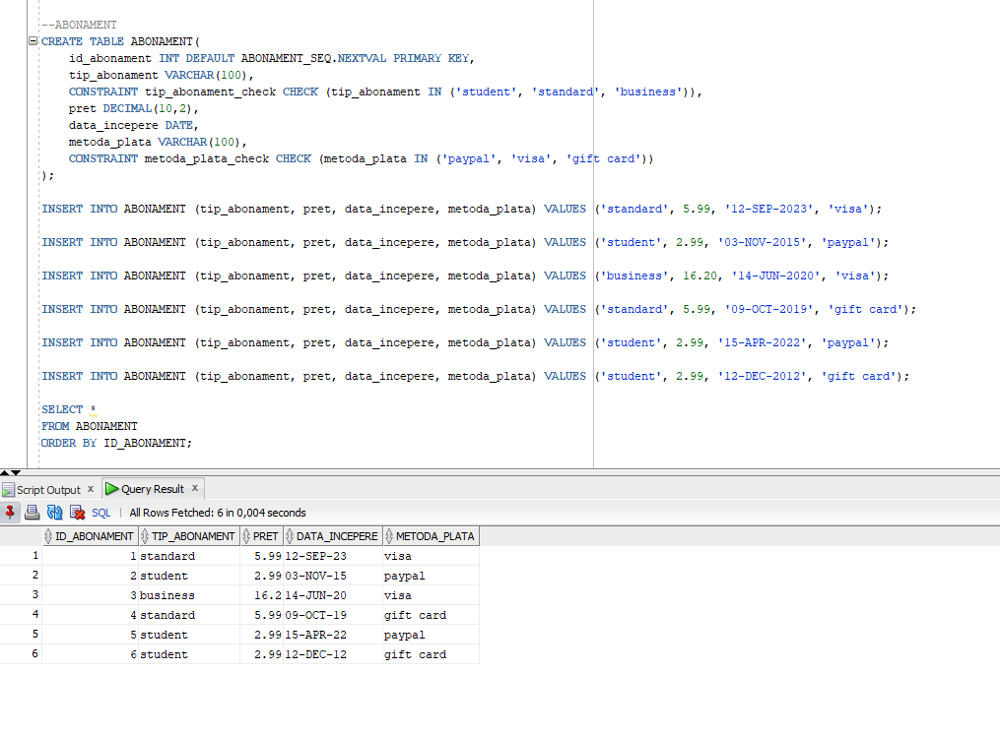 --ABONAMENT
CREATE TABLE ABONAMENT(
    id_abonament INT DEFAULT ABONAMENT_SEQ.NEXTVAL PRIMARY KEY,
    tip_abonament VARCHAR(100),
    CONSTRAINT tip_abonament_check CHECK (tip_abonament IN ('student', 'standard', 'business')),
    pret DECIMAL(10,2),
    data_incepere DATE,
    metoda_plata VARCHAR(100),
    CONSTRAINT metoda_plata_check CHECK (metoda_plata IN ('paypal', 'visa', 'gift card'))
);
INSERT INTO ABONAMENT (tip_abonament, pret, data_incepere, metoda_plata) VALUES ('standard', 5.99, '12-SEP-2023', 'visa');
INSERT INTO ABONAMENT (tip_abonament, pret, data_incepere, metoda_plata) VALUES ('student', 2.99, '03-NOV-2015', 'paypal');
INSERT INTO ABONAMENT (tip_abonament, pret, data_incepere, metoda_plata) VALUES ('business', 16.20, '14-JUN-2020', 'visa');
INSERT INTO ABONAMENT (tip_abonament, pret, data_incepere, metoda_plata) VALUES ('standard', 5.99, '09-OCT-2019', 'gift card');
INSERT INTO ABONAMENT (tip_abonament, pret, data_incepere, metoda_plata) VALUES ('student', 2.99, '15-APR-2022', 'paypal');
INSERT INTO ABONAMENT (tip_abonament, pret, data_incepere, metoda_plata) VALUES ('student', 2.99, '12-DEC-2012', 'gift card');
SELECT *
FROM ABONAMENT
ORDER BY ID_ABONAMENT;
Script Output x Query Result x
SQL | All Rows Fetched: 6 in 0,004 seconds
ID_ABONAMENT TIP_ABONAMENT PRET DATA_INCEPERE METODA_PLATA
1 1 standard 5.99 12-SEP-23 visa
2 2 student 2.99 03-NOV-15 paypal
3 3 business 16.2 14-JUN-20 visa
4 4 standard 5.99 09-OCT-19 gift card
5 5 student 2.99 15-APR-22 paypal
6 6 student 2.99 12-DEC-12 gift card